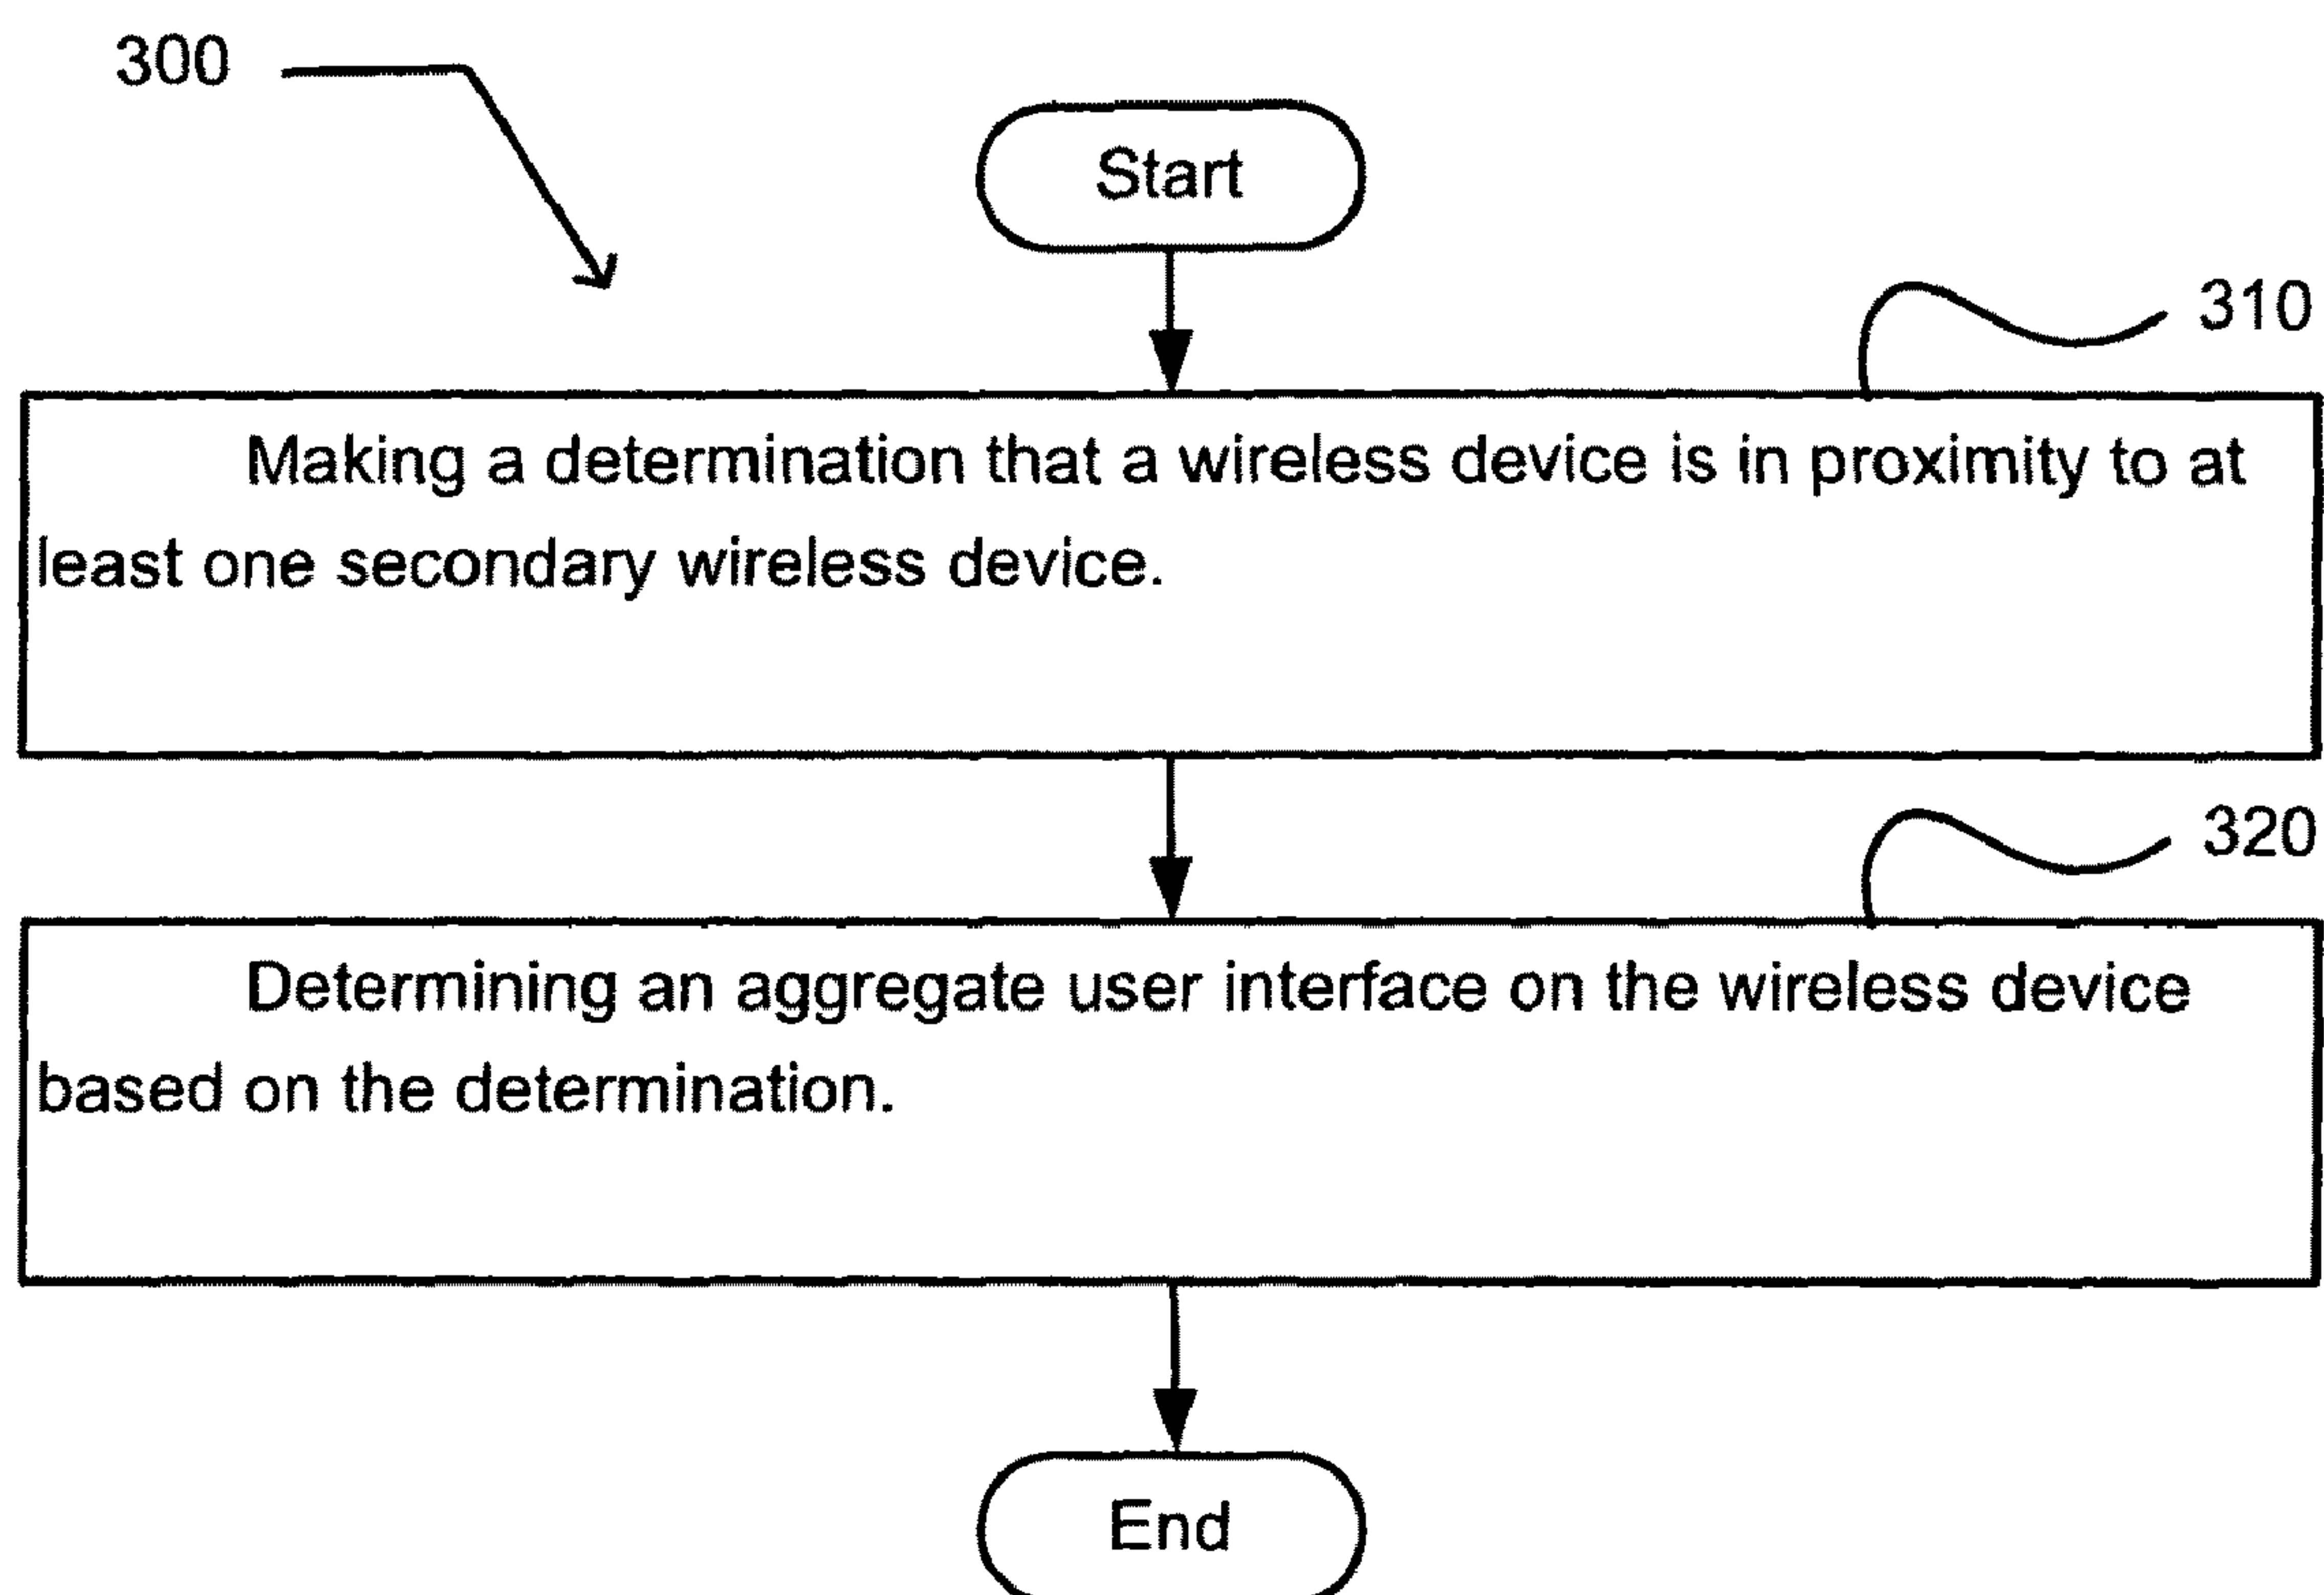 300
Start
310
Making a determination that a wireless device is in proximity to at
least one secondary wireless device.
320
Determining an aggregate user interface on the wireless device
based on the determination.
End